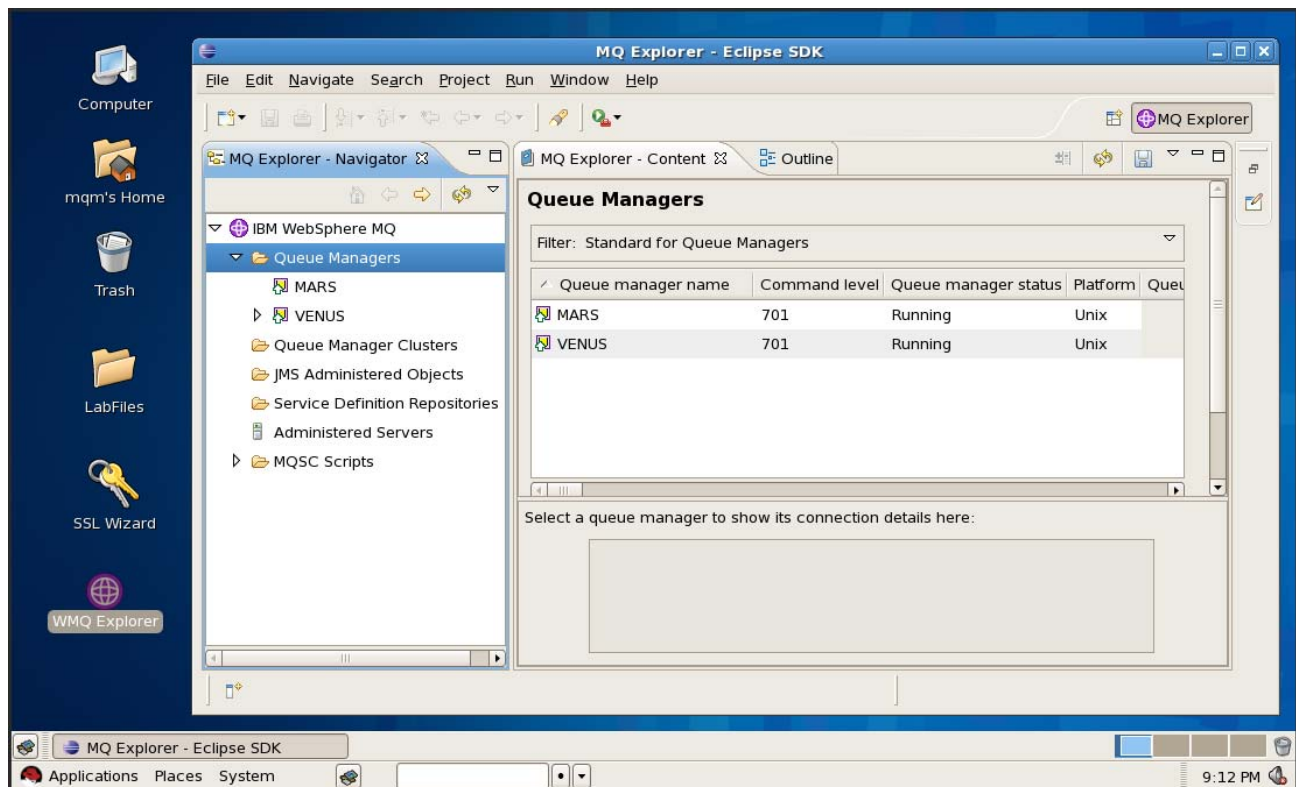 Computer
mqm's Home
Trash
LabFiles
SSL Wizard
WMQ Explorer
MQ Explorer - Eclipse SDK
File Edit Navigate Search Project Run Window Help
MQ Explorer
MQ Explorer - Navigator
IBM WebSphere MQ
Queue Managers
MARS
VENUS
Queue Manager Clusters
JMS Administered Objects
Service Definition Repositories
Administered Servers
MQSC Scripts
MQ Explorer - Content Outline
Queue Managers
Filter: Standard for Queue Managers
Queue manager name Command level Queue manager status Platform Queu
MARS 701 Running Unix
VENUS 701 Running Unix
Select a queue manager to show its connection details here:
MQ Explorer - Eclipse SDK
Applications Places System 9:12 PM